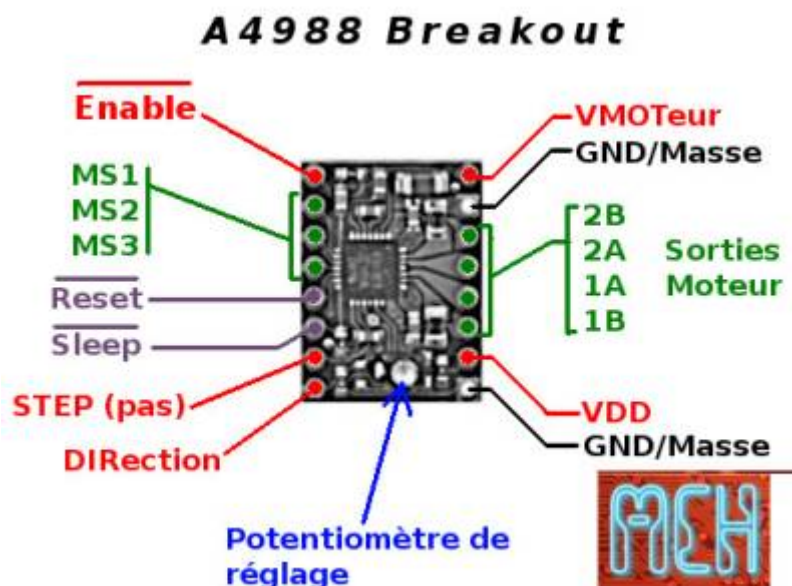 A4988 Breakout
Enable
MS1
MS2
MS3
Reset
Sleep
STEP (pas)
DIRection
VMOTeur
GND/Masse
2B
2A Sorties
1A Moteur
1B
VDD
GND/Masse
Potentiomètre de
réglage
MCH